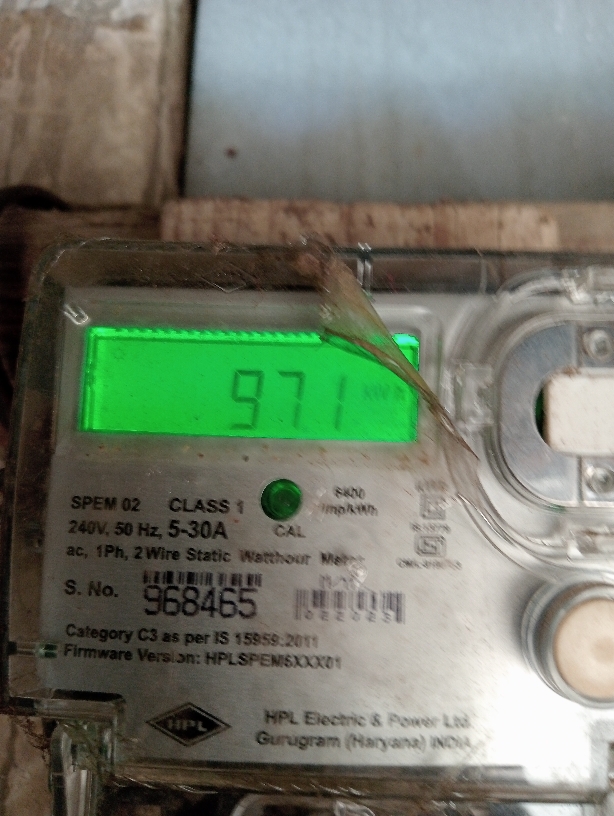 971 kWh
SPEM 02 CLASS 1
6400
imp/kWh
240V, 50 Hz, 5-30A
CAL
ac, 1Ph, 2 Wire Static Watthour Meter
S. No. 968465
Category C3 as per IS 15959:2011
Firmware Version: HPLSPEM6XXX01
HPL
HPL Electric & Power Ltd.
Gurugram (Haryana) INDIA